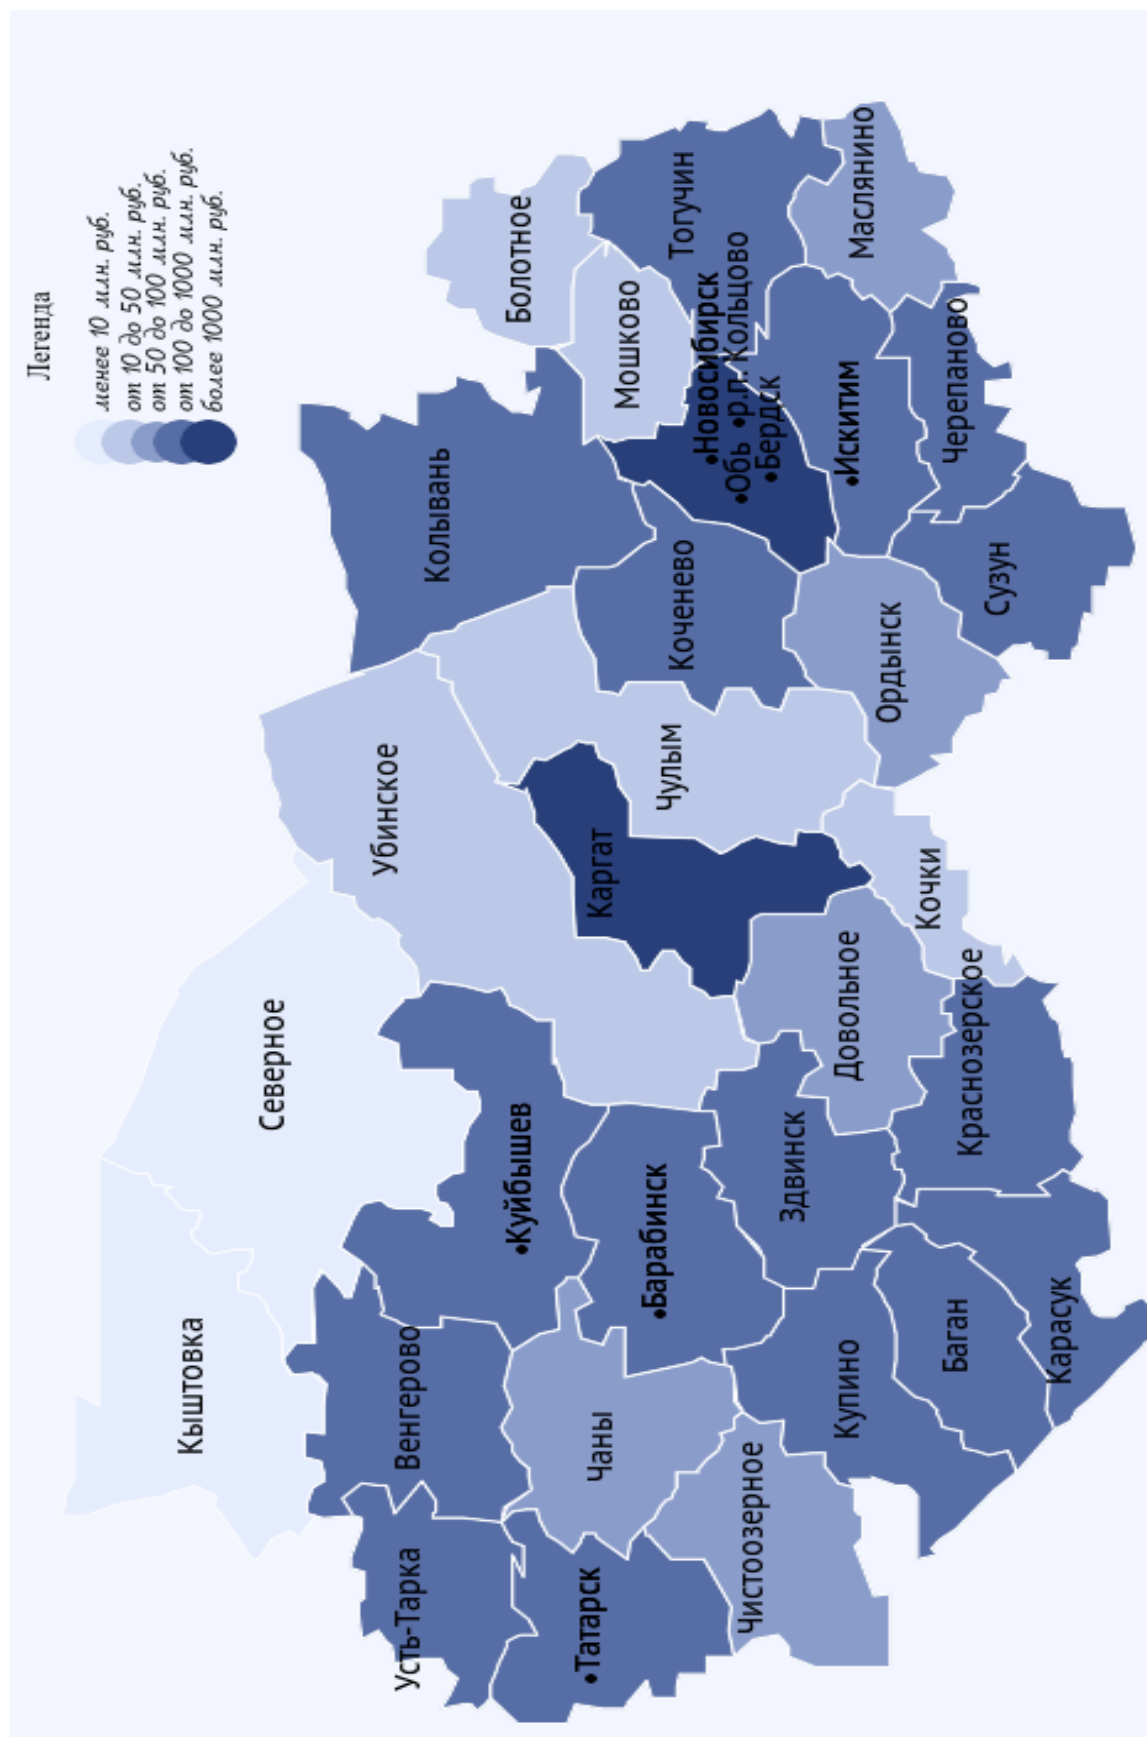 Легенда
менее 10 млн. руб.
от 10 до 50 млн. руб.
от 50 до 100 млн. руб.
от 100 до 1000 млн. руб.
более 1000 млн. руб.
Кыштовка
Северное
Убинское
Колывань
Болотное
Мошково
Тогучин
Усть-Тарка
Венгерово
•Куйбышев
Каргат
Чулым
Коченево
•Новосибирск
•Обь
•р.п. Кольцово
•Бердск
Маслянино
•Татарск
Чаны
•Барабинск
Здвинск
Довольное
Кочки
Ордынск
•Искитим
Черепаново
Сузун
Чистоозерное
Купино
Баган
Карасук
Краснозерское